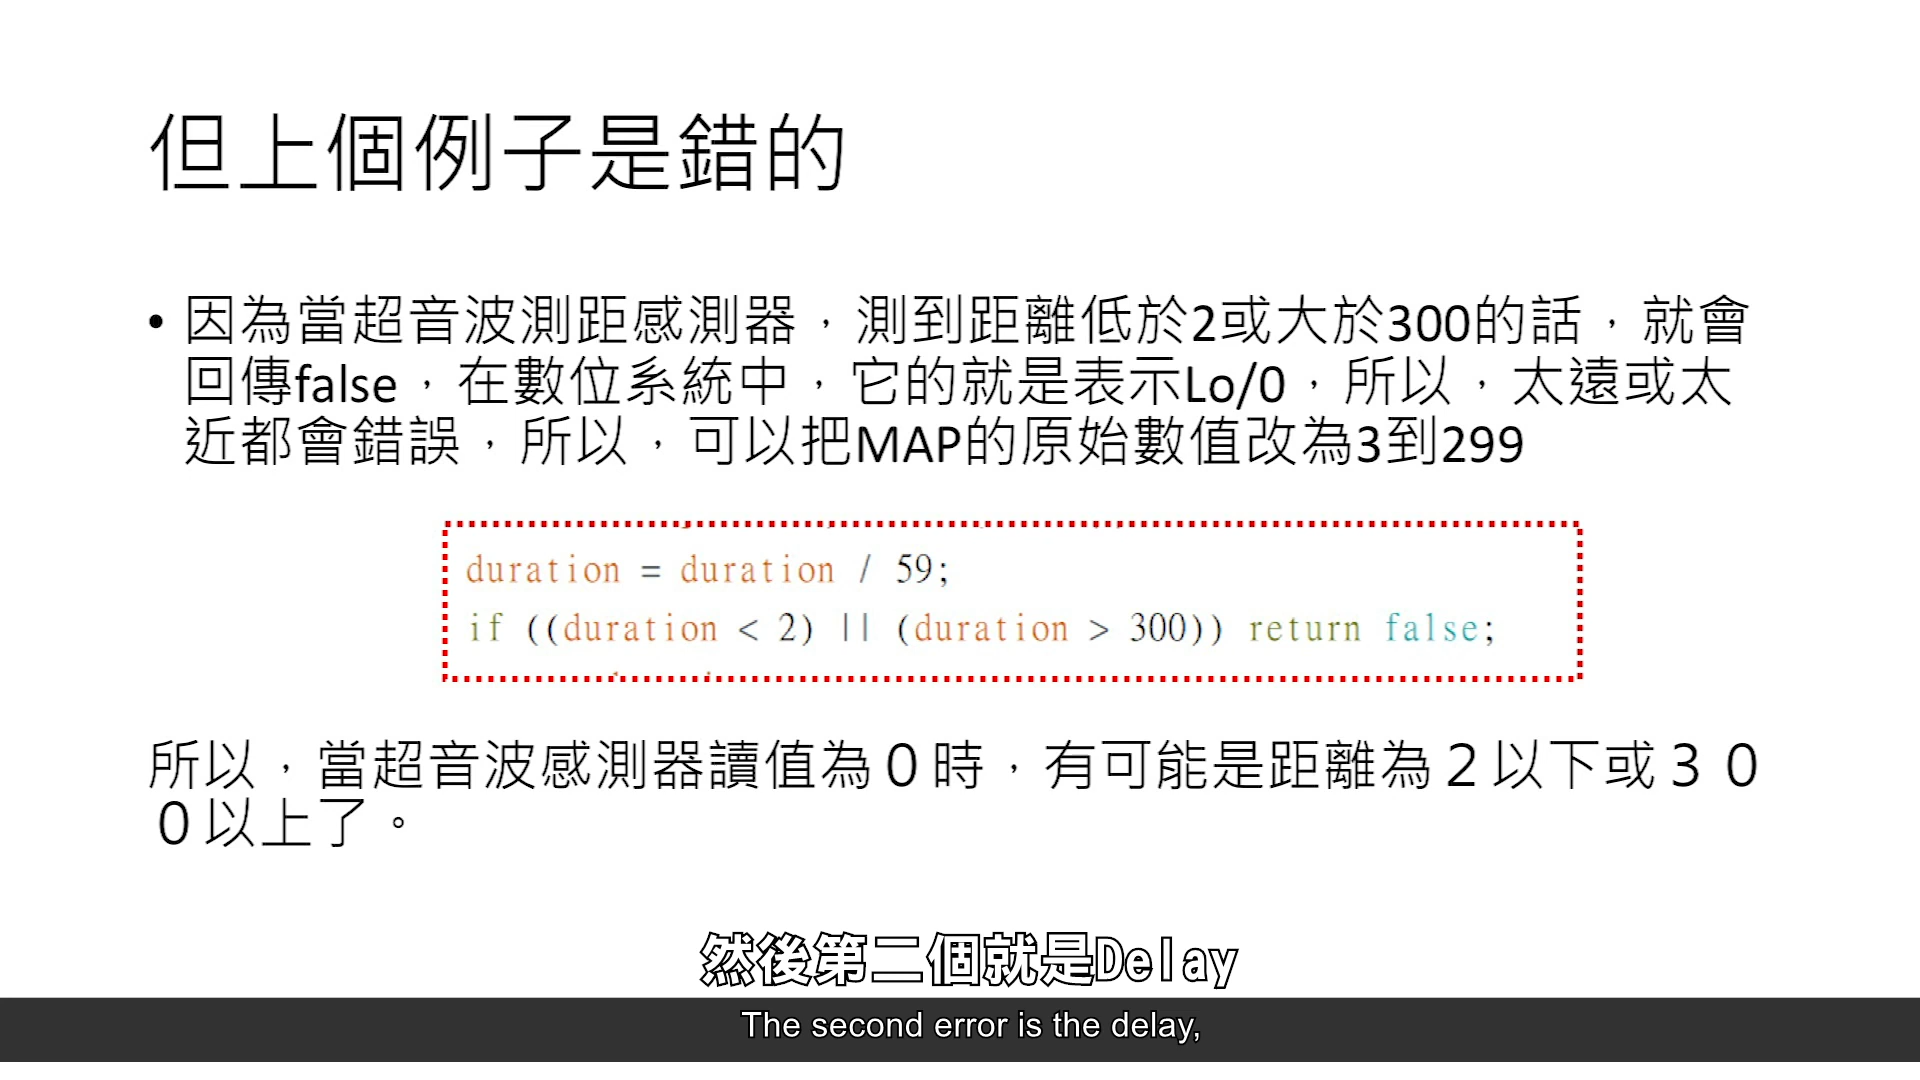 但上個例子是錯的
• 因為當超音波測距感測器，測到距離低於2或大於300的話，就會
回傳false，在數位系統中，它的就是表示Lo/0，所以，太遠或太
近都會錯誤，所以，可以把MAP的原始數值改為3到299
duration = duration / 59;
if ((duration < 2) || (duration > 300)) return false;
所以，當超音波感測器讀值為０時，有可能是距離為２以下或３０
０以上了。
然後第二個就是Delay
The second error is the delay,